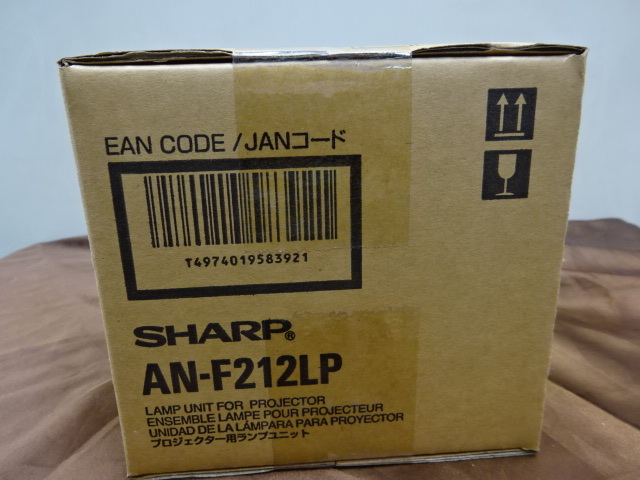 EAN CODE /JANコード
T4974019583921
SHARP®
AN-F212LP
LAMP UNIT FOR PROJECTOR
ENSEMBLE LAMPE POUR PROJECTEUR
UNIDAD DE LA LÁMPARA PARA PROYECTOR
プロジェクター用ランプユニット